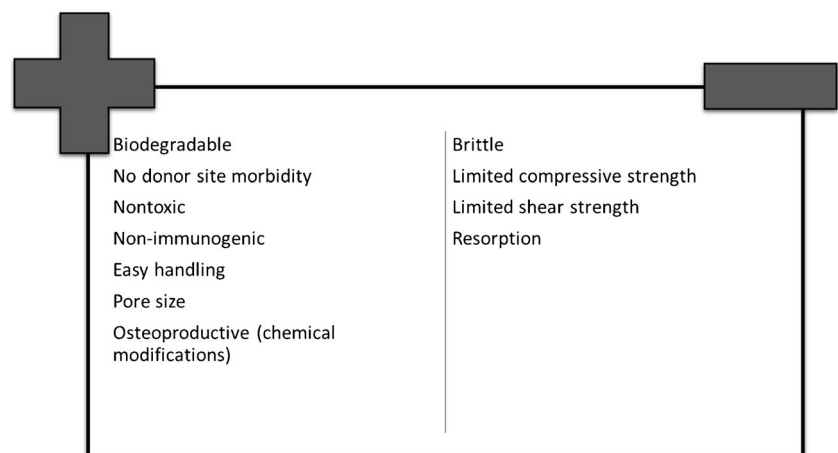 Biodegradable
No donor site morbidity
Nontoxic
Non-immunogenic
Easy handling
Pore size
Osteoproductive (chemical
modifications)
Brittle
Limited compressive strength
Limited shear strength
Resorption